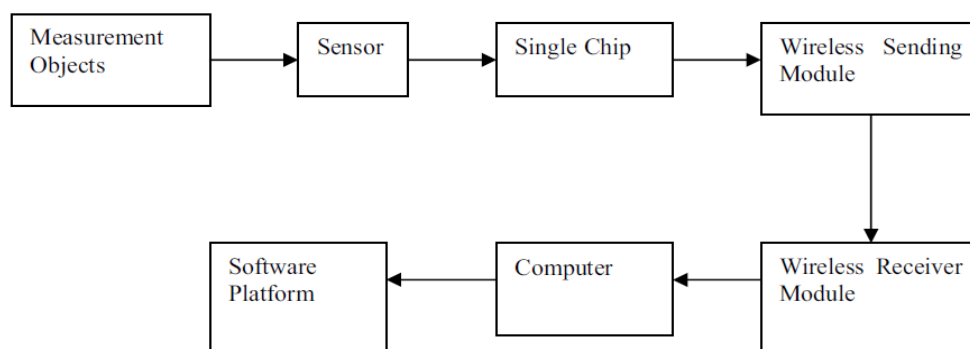 Measurement
Objects
Sensor
Single Chip
Wireless Sending
Module
Wireless Receiver
Module
Computer
Software
Platform